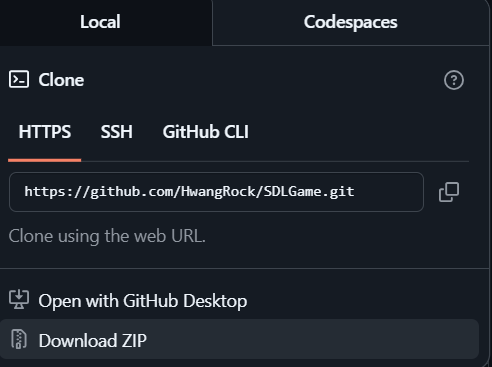 Local
Codespaces
Clone
HTTPS
SSH
GitHub CLI
https://github.com/HwangRock/SDLGame.git
Clone using the web URL.
Open with GitHub Desktop
Download ZIP